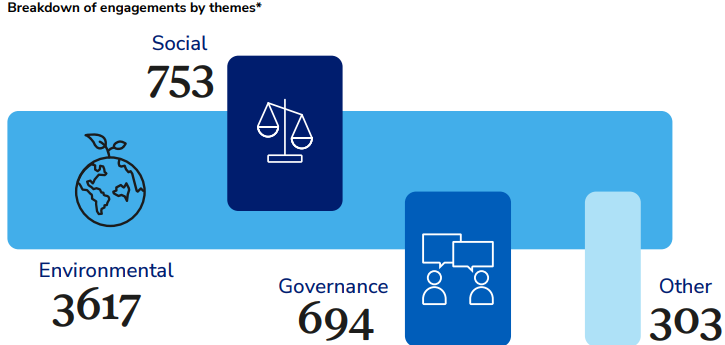 Breakdown of engagements by themes*
Social
753
Environmental
3617
Governance
694
Other
303